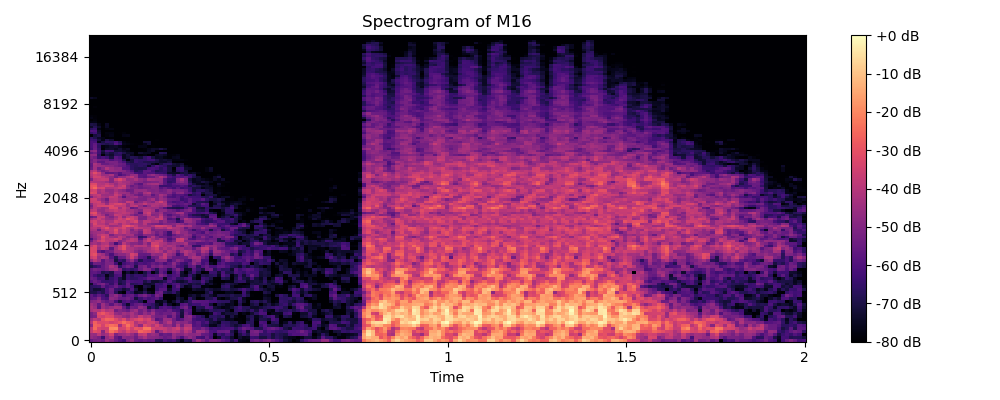 Spectrogram of M16
Hz
16384
8192
4096
2048
1024
512
0
0 0.5 1 1.5 2
Time
+0 dB
-10 dB
-20 dB
-30 dB
-40 dB
-50 dB
-60 dB
-70 dB
-80 dB